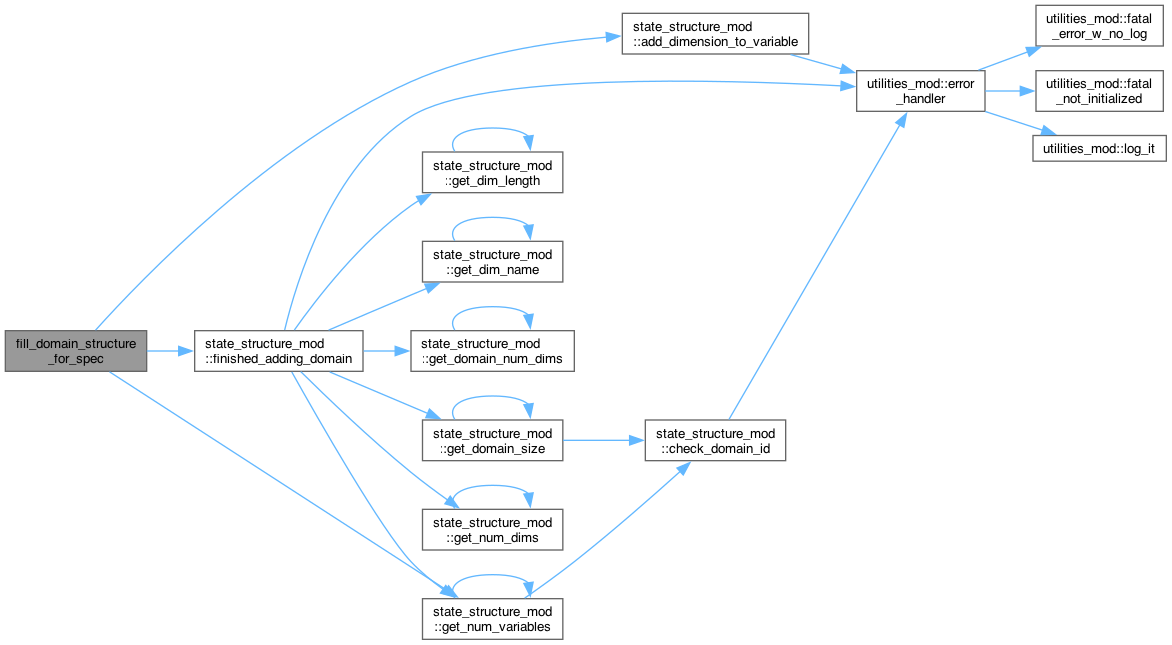 state_structure_mod
::add_dimension_to_variable
utilities_mod::fatal
_error_w_no_log
utilities_mod::error
_handler
utilities_mod::fatal
_not_initialized
utilities_mod::log_it
state_structure_mod
::get_dim_length
state_structure_mod
::get_dim_name
fill_domain_structure
_for_spec
state_structure_mod
::finished_adding_domain
state_structure_mod
::get_domain_num_dims
state_structure_mod
::get_domain_size
state_structure_mod
::check_domain_id
state_structure_mod
::get_num_dims
state_structure_mod
::get_num_variables